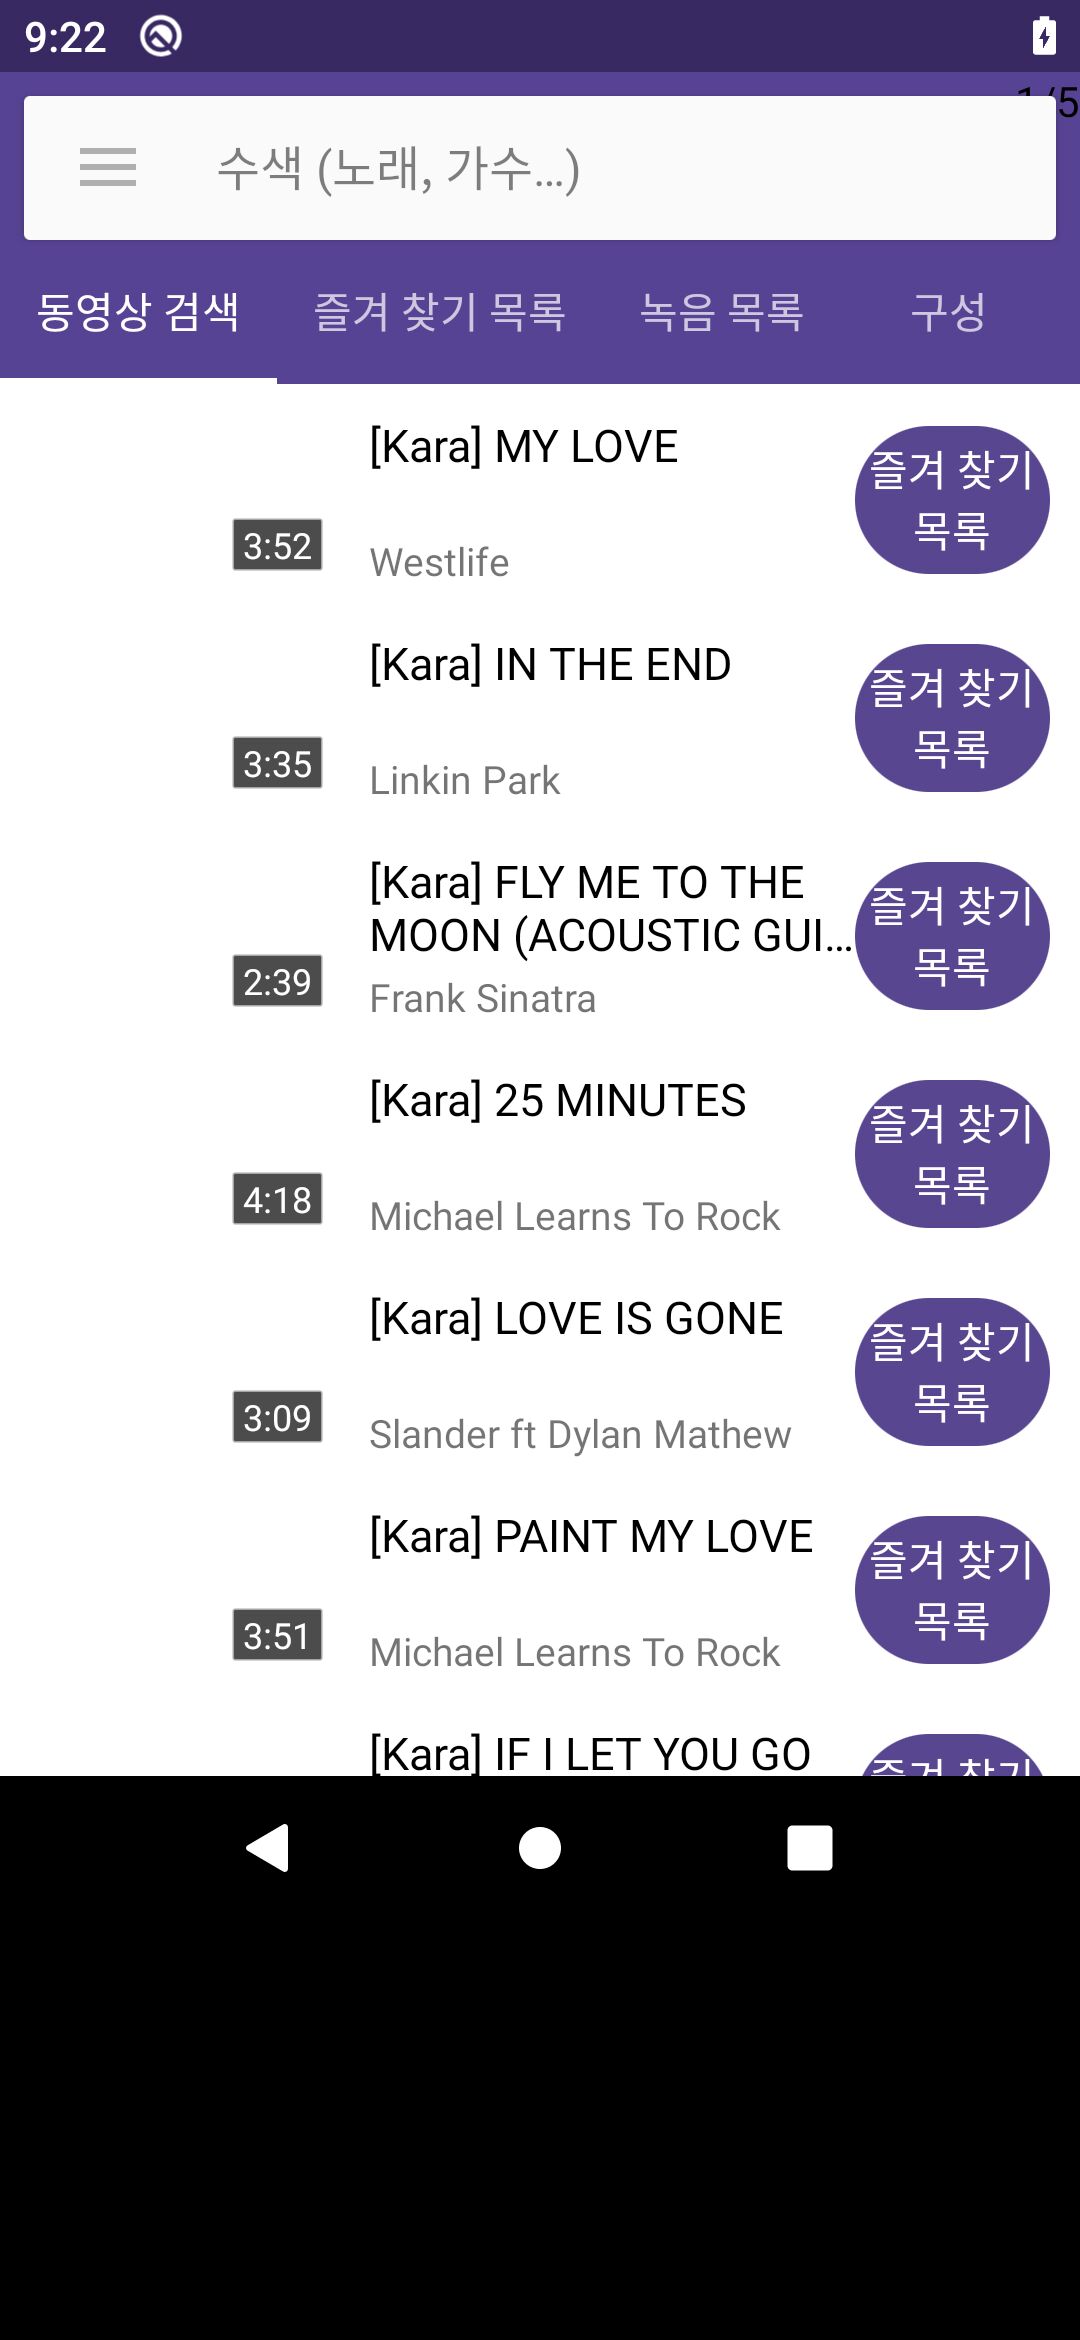 9:22
1/5
수색 (노래, 가수...)
동영상 검색 즐겨 찾기 목록 녹음 목록 구성
[Kara] MY LOVE
3:52
Westlife
즐겨 찾기
목록
[Kara] IN THE END
3:35
Linkin Park
즐겨 찾기
목록
[Kara] FLY ME TO THE
MOON (ACOUSTIC GUI...
2:39
Frank Sinatra
즐겨 찾기
목록
[Kara] 25 MINUTES
4:18
Michael Learns To Rock
즐겨 찾기
목록
[Kara] LOVE IS GONE
3:09
Slander ft Dylan Mathew
즐겨 찾기
목록
[Kara] PAINT MY LOVE
3:51
Michael Learns To Rock
즐겨 찾기
목록
[Kara] IF I LET YOU GO
즐겨 찾기